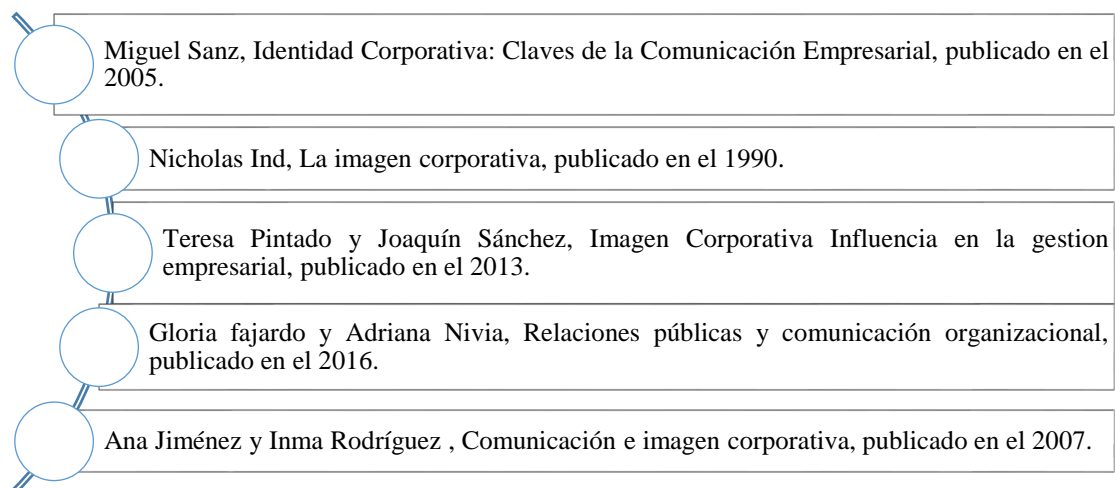 Miguel Sanz, Identidad Corporativa: Claves de la Comunicación Empresarial, publicado en el
2005.
Nicholas Ind, La imagen corporativa, publicado en el 1990.
Teresa Pintado y Joaquín Sánchez, Imagen Corporativa Influencia en la gestion
empresarial, publicado en el 2013.
Gloria fajardo y Adriana Nivia, Relaciones públicas y comunicación organizacional,
publicado en el 2016.
Ana Jiménez y Inma Rodríguez , Comunicación e imagen corporativa, publicado en el 2007.